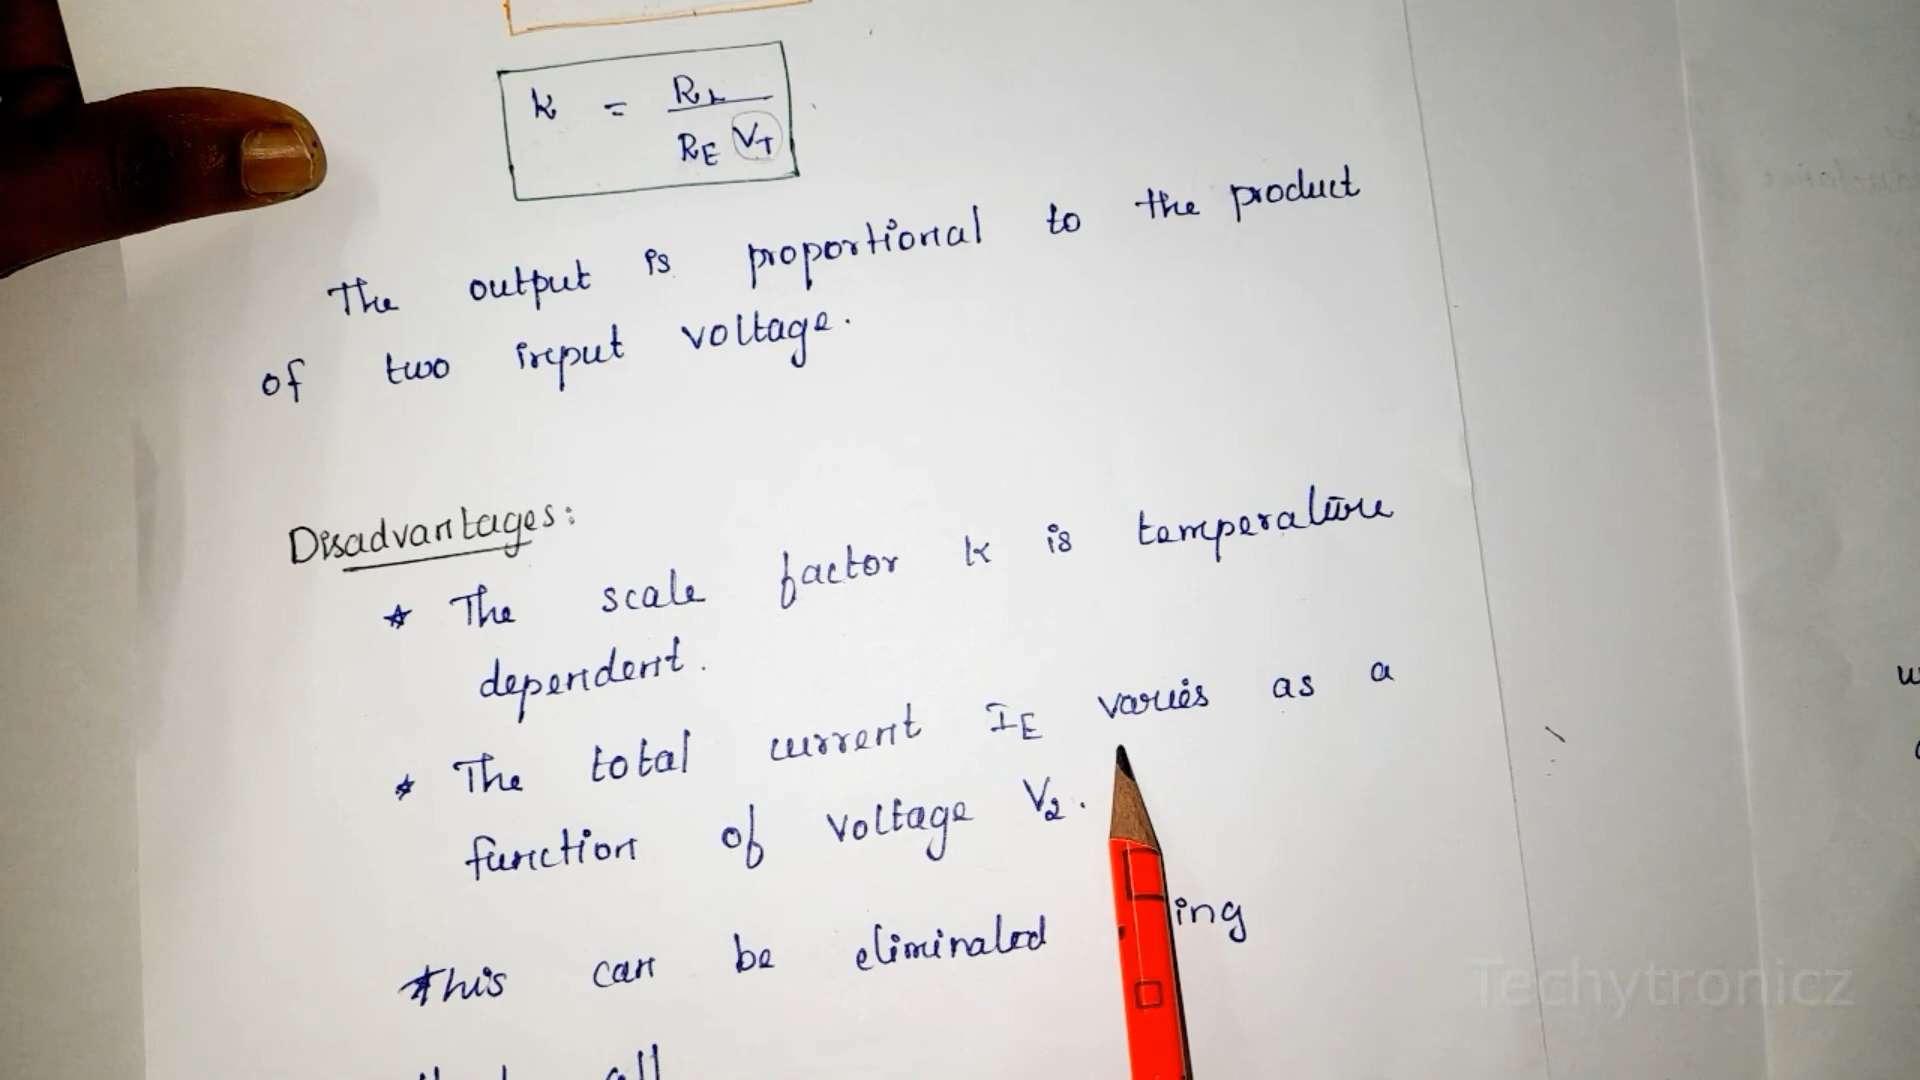 k = R_L / R_E V_T
The output is proportional to the product
of two input voltage.
Disadvantages:
* The scale factor k is temperature
dependent.
* The total current I_E varies as a
function of voltage V_2.
This can be eliminated ing
Techytronicz